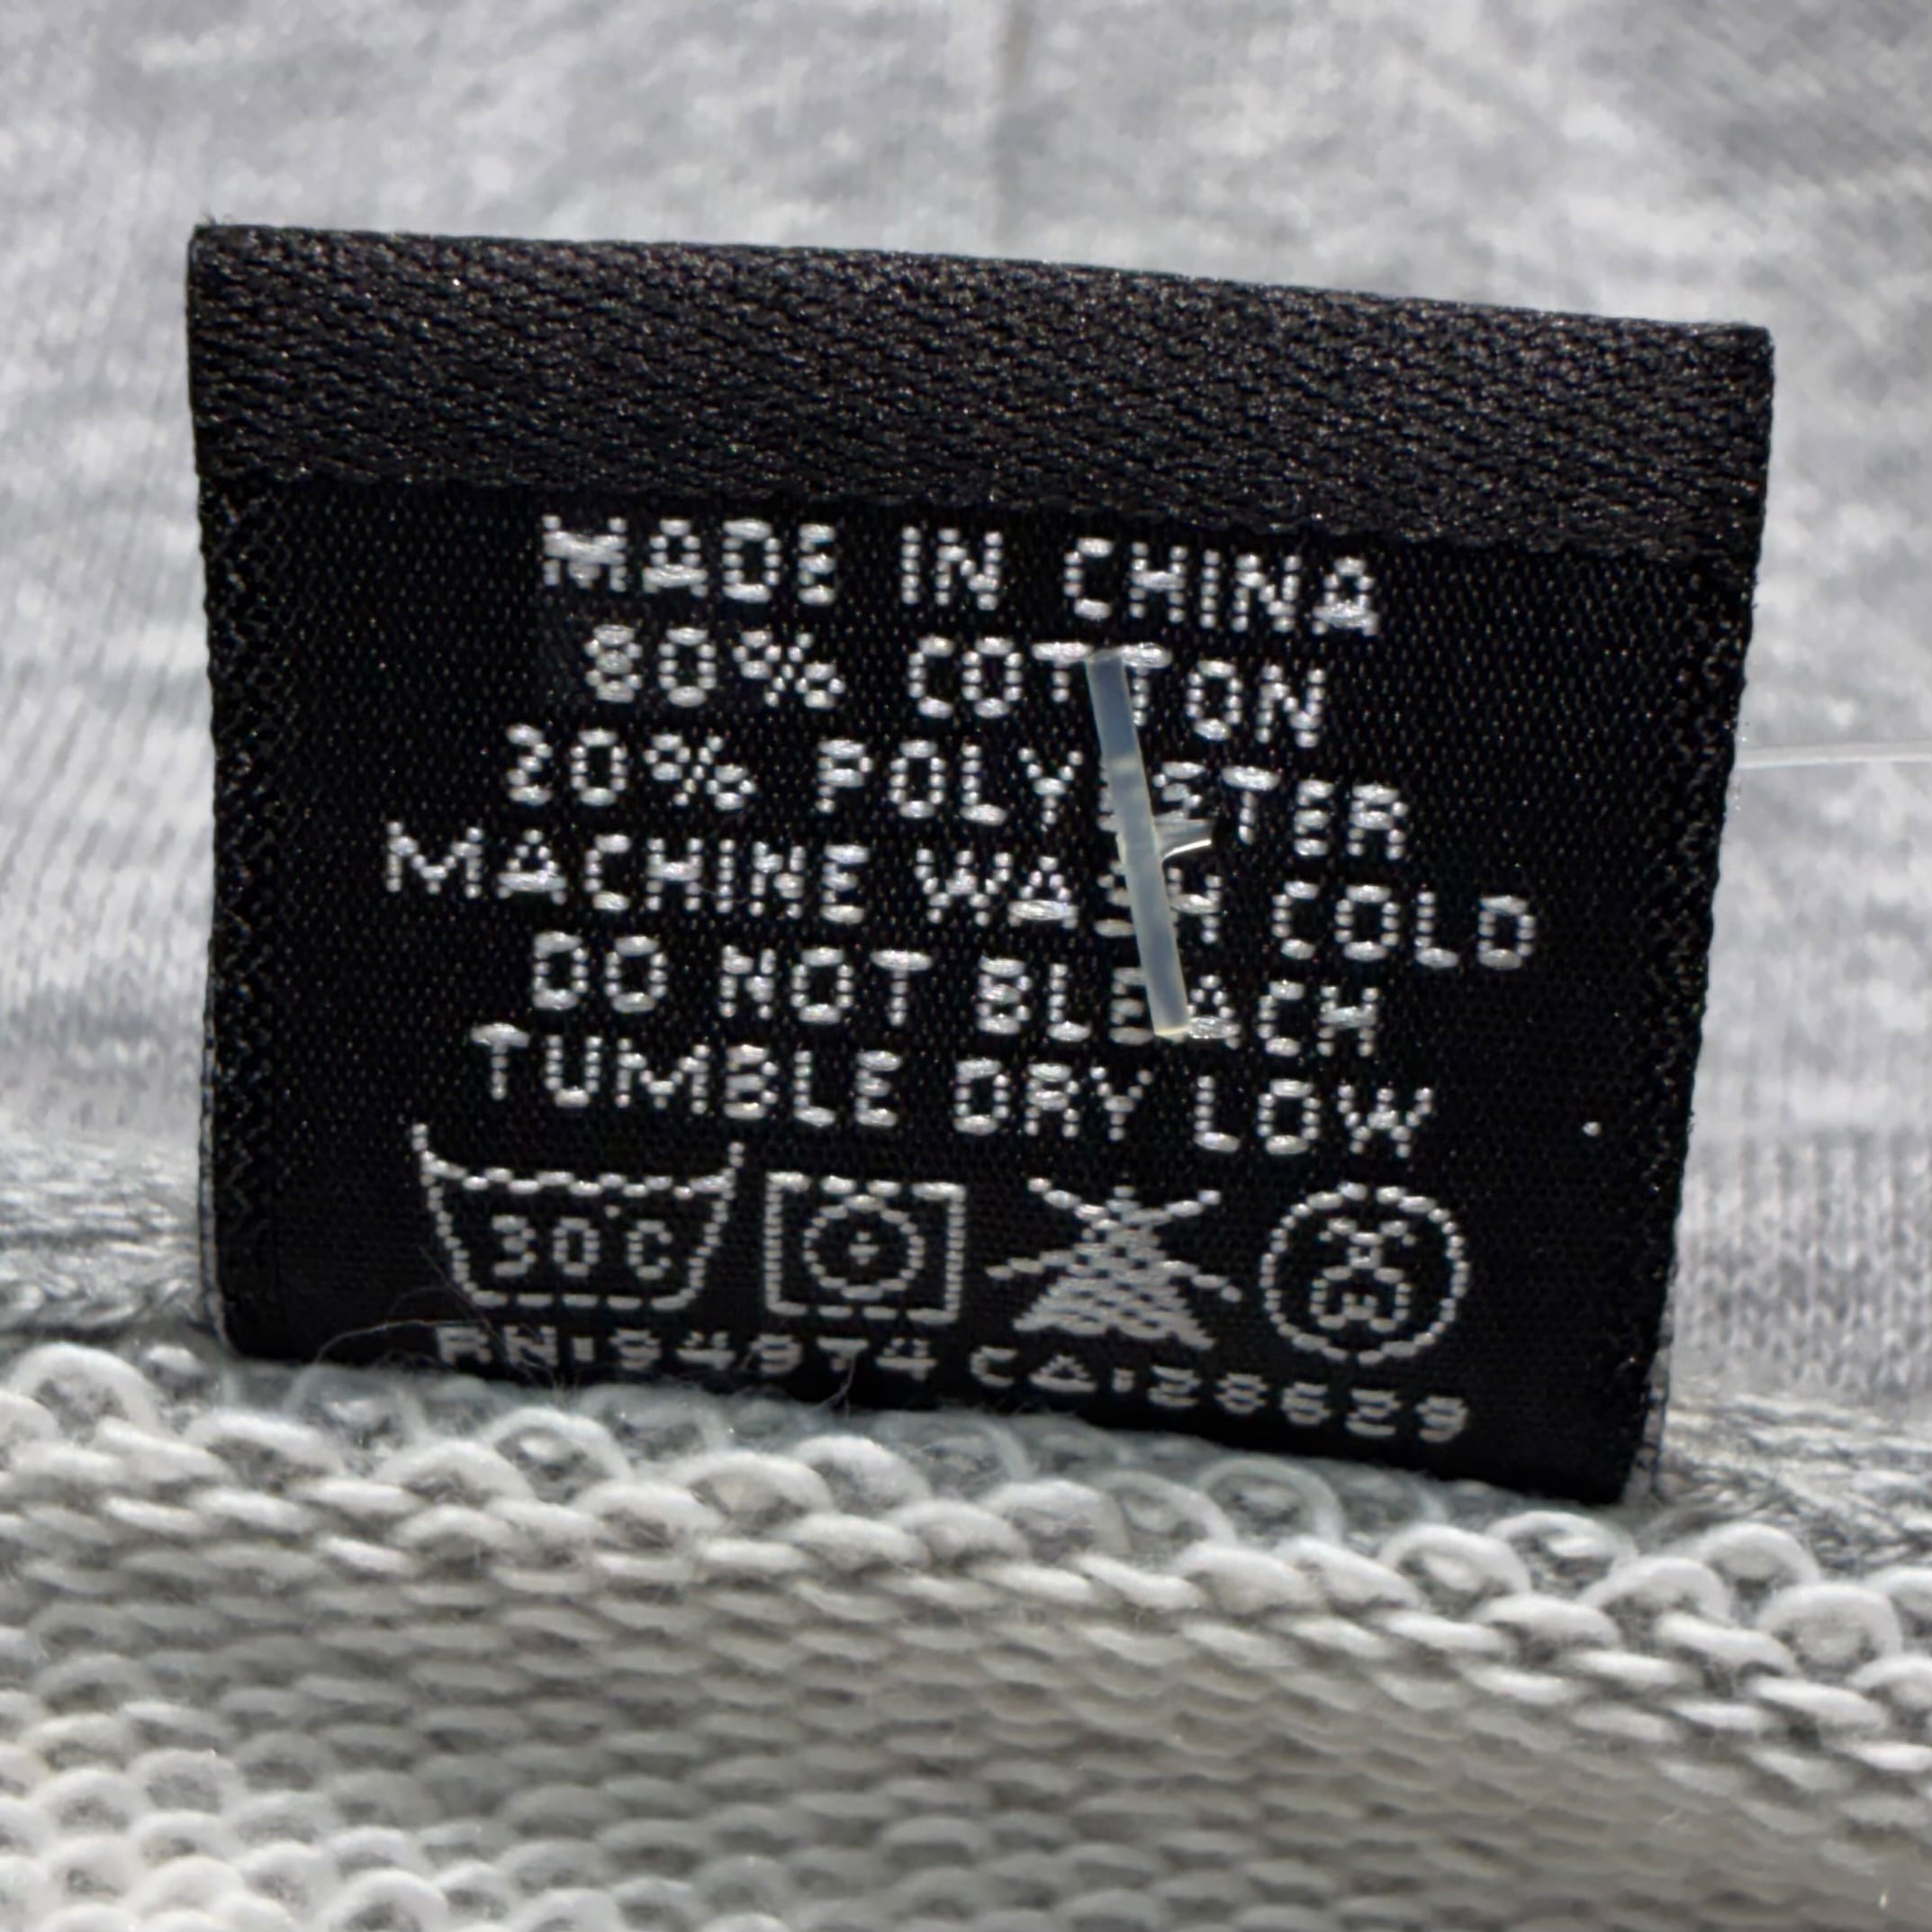 MADE IN CHINA
80% COTTON
20% POLYESTER
MACHINE WASH COLD
DO NOT BLEACH
TUMBLE DRY LOW
30°C
RN:94974 CA:28629